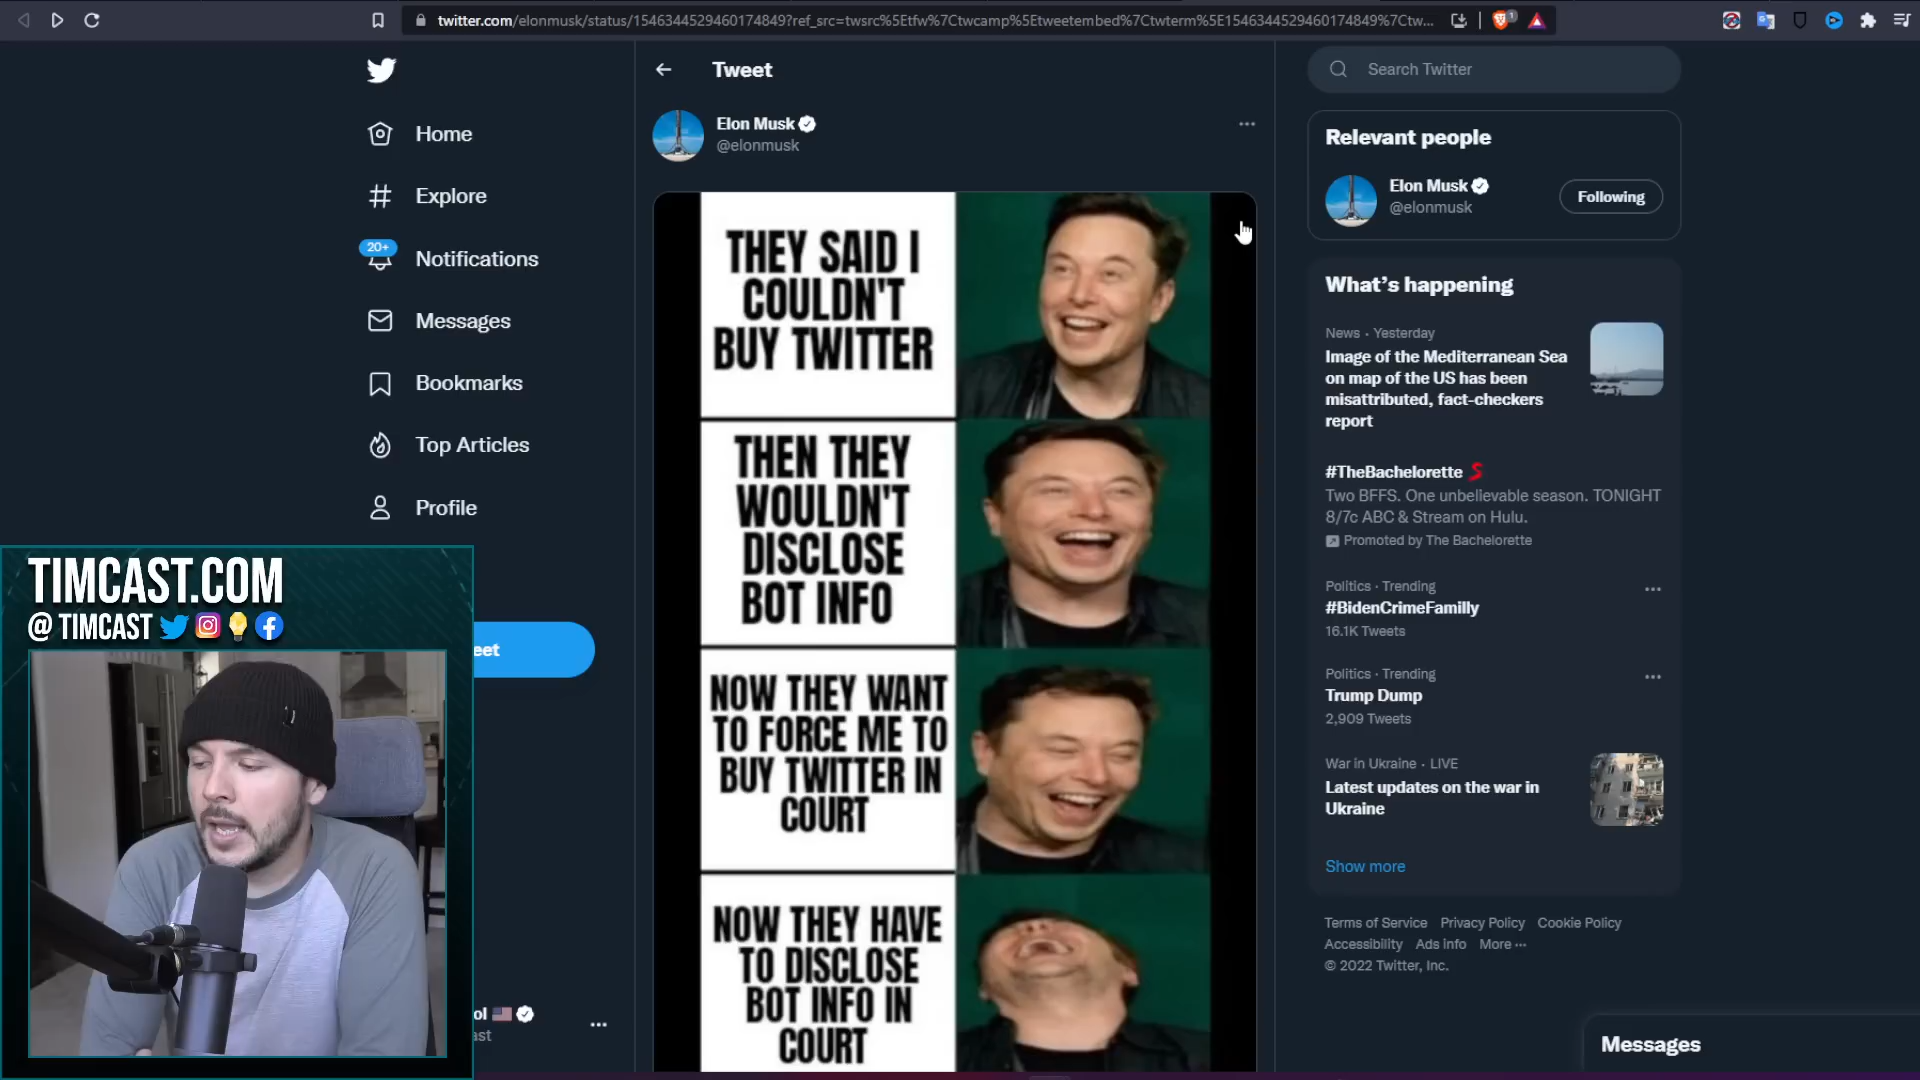 twitter.com/elonmusk/status/1546344529460174849?ref_src=twsrc%5Etfw%7Ctwcamp%5Etweetembed%7Ctwterm%5E1546344529460174849%7Ctw...
1
Home
Explore
20+
Notifications
Messages
Bookmarks
Top Articles
Profile
eet
TIMCAST.COM
@ TIMCAST
ol
ast
Tweet
Elon Musk
@elonmusk
THEY SAID I
COULDN'T
BUY TWITTER
THEN THEY
WOULDN'T
DISCLOSE
BOT INFO
NOW THEY WANT
TO FORCE ME TO
BUY TWITTER IN
COURT
NOW THEY HAVE
TO DISCLOSE
BOT INFO IN
COURT
Search Twitter
Relevant people
Elon Musk
@elonmusk
Following
What's happening
News · Yesterday
Image of the Mediterranean Sea
on map of the US has been
misattributed, fact-checkers
report
#TheBachelorette
Two BFFS. One unbelievable season. TONIGHT
8/7c ABC & Stream on Hulu.
Promoted by The Bachelorette
Politics · Trending
#BidenCrimeFamilly
16.1K Tweets
Politics · Trending
Trump Dump
2,909 Tweets
War in Ukraine · LIVE
Latest updates on the war in
Ukraine
Show more
Terms of Service Privacy Policy Cookie Policy
Accessibility Ads info More ···
© 2022 Twitter, Inc.
Messages